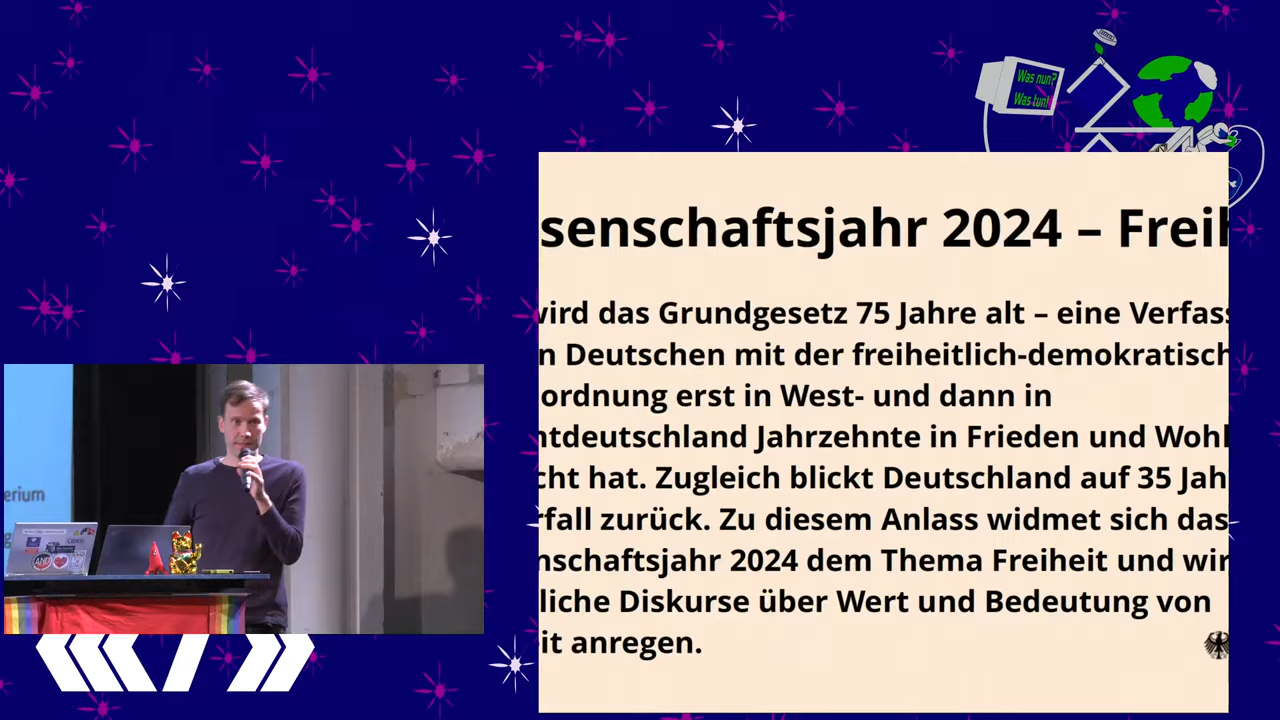 Was nun?
Was tun!
senschaftsjahr 2024 – Freih
wird das Grundgesetz 75 Jahre alt – eine Verfass
n Deutschen mit der freiheitlich-demokratisch
ordnung erst in West- und dann in
ntdeutschland Jahrzehnte in Frieden und Wohl
cht hat. Zugleich blickt Deutschland auf 35 Jah
rfall zurück. Zu diesem Anlass widmet sich das
nschaftsjahr 2024 dem Thema Freiheit und wir
liche Diskurse über Wert und Bedeutung von
it anregen.
erium
AND